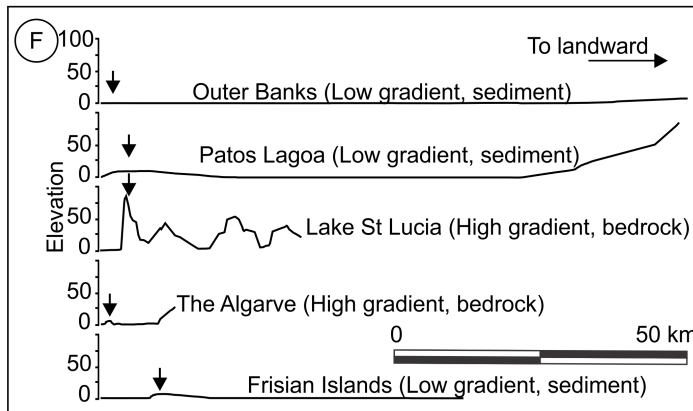 F
100
50
0
To landward
Outer Banks (Low gradient, sediment)
50
0
Patos Lagoa (Low gradient, sediment)
Elevation
50
0
Lake St Lucia (High gradient, bedrock)
50
0
The Algarve (High gradient, bedrock)
0
50 km
50
0
Frisian Islands (Low gradient, sediment)